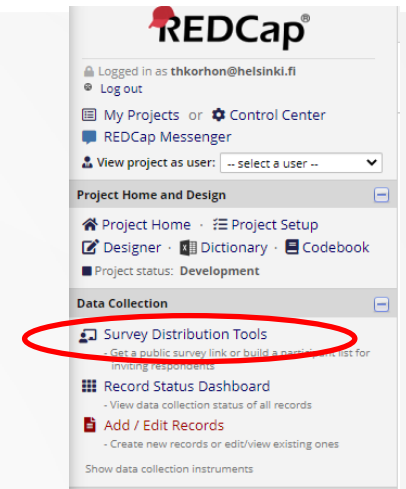 REDCap®
Logged in as thkorhon@helsinki.fi
Log out
My Projects or Control Center
REDCap Messenger
View project as user: -- select a user --
Project Home and Design
Project Home · Project Setup
Designer · Dictionary · Codebook
Project status: Development
Data Collection
Survey Distribution Tools
- Get a public survey link or build a participant list for
inviting respondents
Record Status Dashboard
- View data collection status of all records
Add / Edit Records
- Create new records or edit/view existing ones
Show data collection instruments